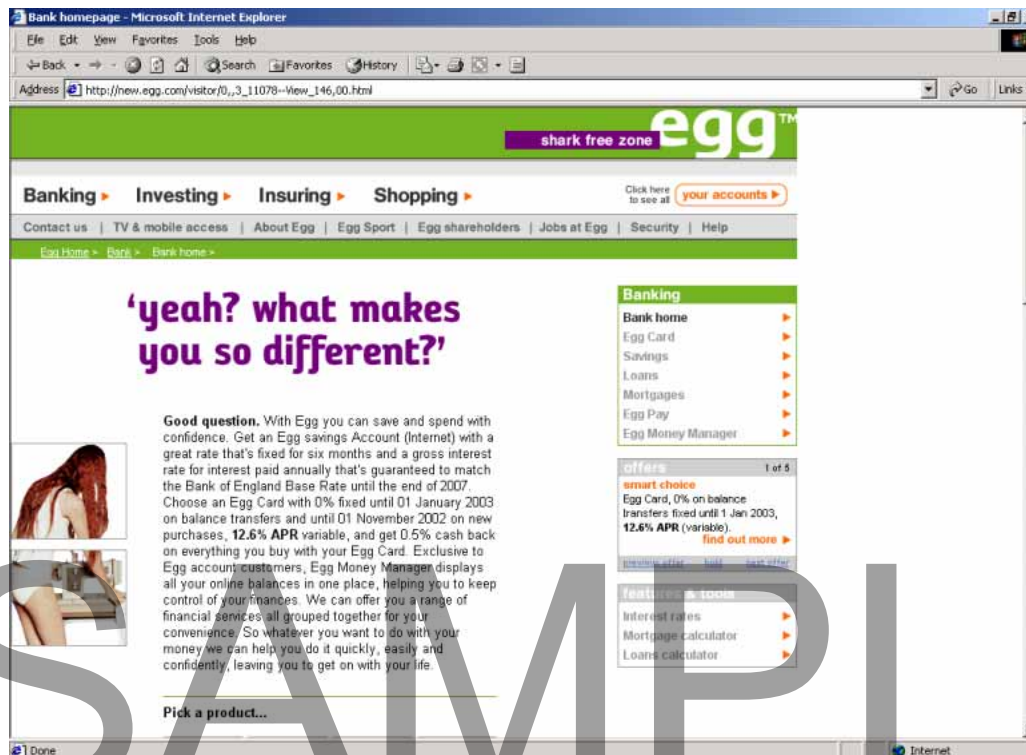 Bank homepage - Microsoft Internet Explorer
File Edit View Favorites Tools Help
Back Search Favorites History
Address http://new.egg.com/visitor/0,,3_11078--View_146,00.html Go Links
shark free zone egg™
Banking Investing Insuring Shopping
Click here to see all your accounts
Contact us | TV & mobile access | About Egg | Egg Sport | Egg shareholders | Jobs at Egg | Security | Help
Egg Home > Bank > Bank home >
‘yeah? what makes
you so different?’
Good question. With Egg you can save and spend with
confidence. Get an Egg savings Account (Internet) with a
great rate that's fixed for six months and a gross interest
rate for interest paid annually that's guaranteed to match
the Bank of England Base Rate until the end of 2007.
Choose an Egg Card with 0% fixed until 01 January 2003
on balance transfers and until 01 November 2002 on new
purchases, 12.6% APR variable, and get 0.5% cash back
on everything you buy with your Egg Card. Exclusive to
Egg account customers, Egg Money Manager displays
all your online balances in one place, helping you to keep
control of your finances. We can offer you a range of
financial services all grouped together for your
convenience. So whatever you want to do with your
money we can help you do it quickly, easily and
confidently, leaving you to get on with your life.
Pick a product...
Banking
Bank home
Egg Card
Savings
Loans
Mortgages
Egg Pay
Egg Money Manager
offers 1 of 5
smart choice
Egg Card, 0% on balance
transfers fixed until 1 Jan 2003,
12.6% APR (variable).
find out more
previous offer hold next offer
features & tools
Interest rates
Mortgage calculator
Loans calculator
SAMPL
Done Internet